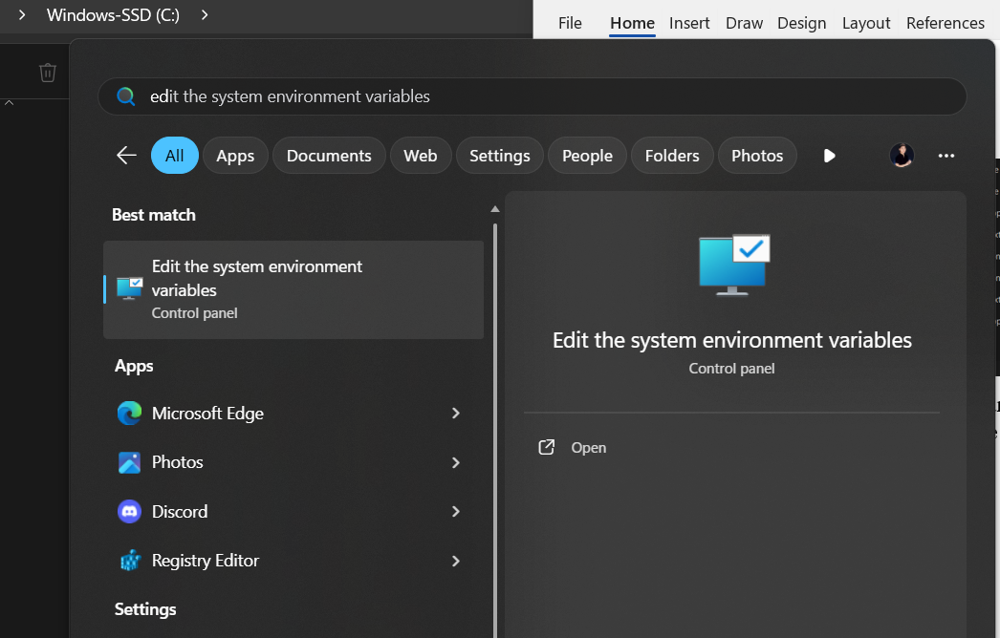 Windows-SSD (C:)
File Home Insert Draw Design Layout References
edit the system environment variables
All Apps Documents Web Settings People Folders Photos
Best match
Edit the system environment
variables
Control panel
Apps
Microsoft Edge
Photos
Discord
Registry Editor
Settings
Edit the system environment variables
Control panel
Open